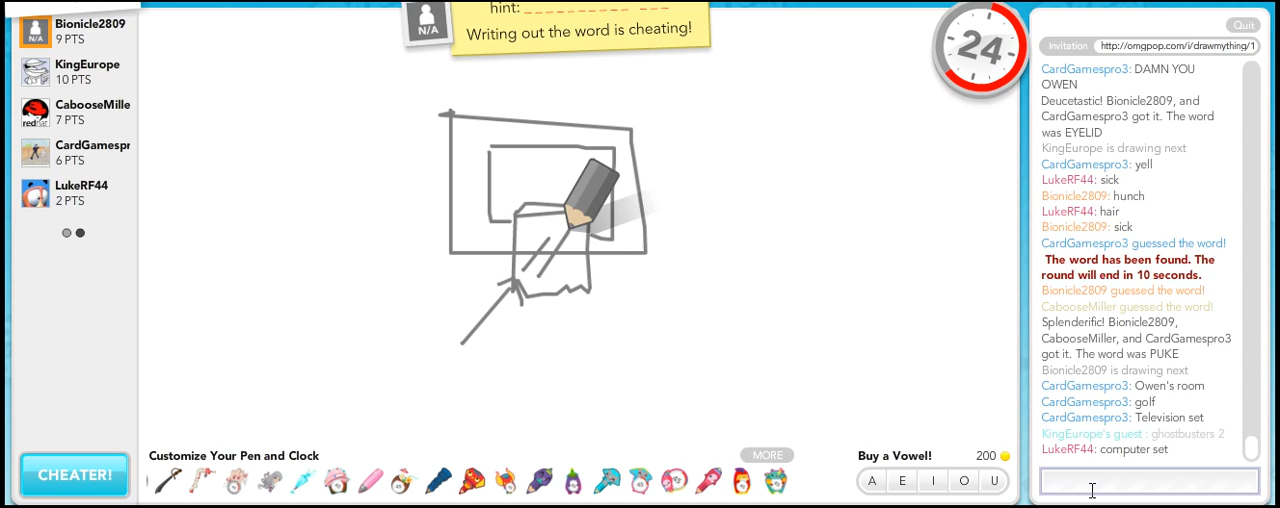 Bionicle2809
9 PTS
KingEurope
10 PTS
CabooseMille
7 PTS
CardGamespr
6 PTS
LukeRF44
2 PTS
CHEATER!
N/A
N/A
hint: _ _ _ _ _ _ _ _ _ _ _ _
Writing out the word is cheating!
24
Customize Your Pen and Clock
MORE
Buy a Vowel!
200
A E I O U
Quit
Invitation http://omgpop.com/i/drawmything/1
CardGamespro3: DAMN YOU
OWEN
Deucetastic! Bionicle2809, and
CardGamespro3 got it. The word
was EYELID
KingEurope is drawing next
CardGamespro3: yell
LukeRF44: sick
Bionicle2809: hunch
LukeRF44: hair
Bionicle2809: sick
CardGamespro3 guessed the word!
The word has been found. The
round will end in 10 seconds.
Bionicle2809 guessed the word!
CabooseMiller guessed the word!
Splenderific! Bionicle2809,
CabooseMiller, and CardGamespro3
got it. The word was PUKE
Bionicle2809 is drawing next
CardGamespro3: Owen's room
CardGamespro3: golf
CardGamespro3: Television set
KingEurope's guest : ghostbusters 2
LukeRF44: computer set